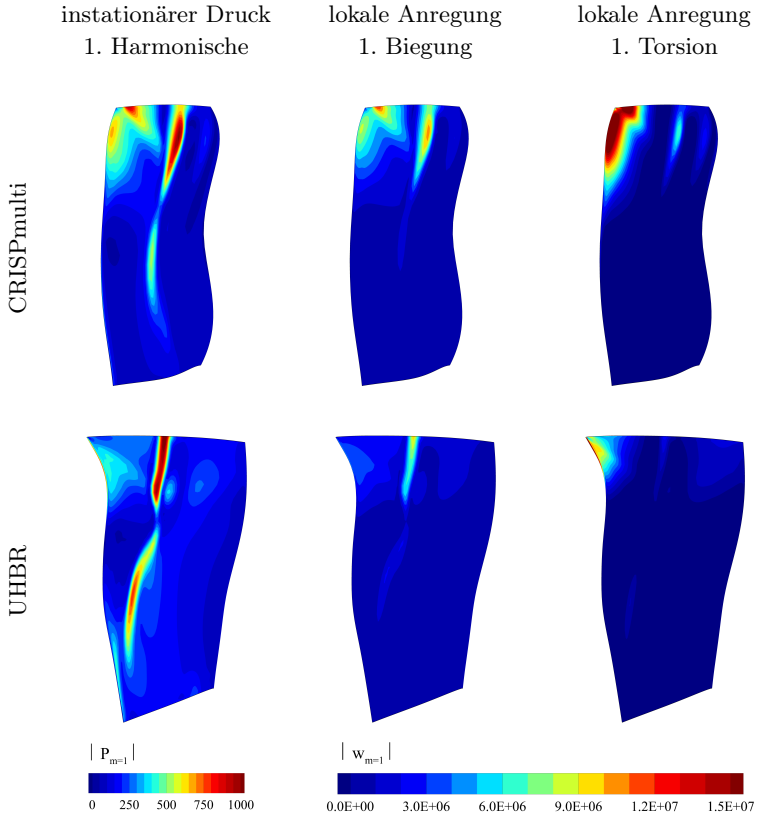 instationärer Druck
1. Harmonische
lokale Anregung
1. Biegung
lokale Anregung
1. Torsion
CRISPmulti
UHBR
| P_{m=1} |
0 250 500 750 1000
| w_{m=1} |
0.0E+00 3.0E+06 6.0E+06 9.0E+06 1.2E+07 1.5E+07